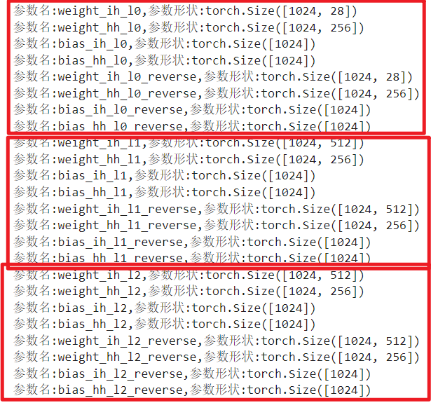 参数名:weight_ih_l0,参数形状:torch.Size([1024, 28])
参数名:weight_hh_l0,参数形状:torch.Size([1024, 256])
参数名:bias_ih_l0,参数形状:torch.Size([1024])
参数名:bias_hh_l0,参数形状:torch.Size([1024])
参数名:weight_ih_l0_reverse,参数形状:torch.Size([1024, 28])
参数名:weight_hh_l0_reverse,参数形状:torch.Size([1024, 256])
参数名:bias_ih_l0_reverse,参数形状:torch.Size([1024])
参数名:bias_hh_l0_reverse,参数形状:torch.Size([1024])
参数名:weight_ih_l1,参数形状:torch.Size([1024, 512])
参数名:weight_hh_l1,参数形状:torch.Size([1024, 256])
参数名:bias_ih_l1,参数形状:torch.Size([1024])
参数名:bias_hh_l1,参数形状:torch.Size([1024])
参数名:weight_ih_l1_reverse,参数形状:torch.Size([1024, 512])
参数名:weight_hh_l1_reverse,参数形状:torch.Size([1024, 256])
参数名:bias_ih_l1_reverse,参数形状:torch.Size([1024])
参数名:bias_hh_l1_reverse,参数形状:torch.Size([1024])
参数名:weight_ih_l2,参数形状:torch.Size([1024, 512])
参数名:weight_hh_l2,参数形状:torch.Size([1024, 256])
参数名:bias_ih_l2,参数形状:torch.Size([1024])
参数名:bias_hh_l2,参数形状:torch.Size([1024])
参数名:weight_ih_l2_reverse,参数形状:torch.Size([1024, 512])
参数名:weight_hh_l2_reverse,参数形状:torch.Size([1024, 256])
参数名:bias_ih_l2_reverse,参数形状:torch.Size([1024])
参数名:bias_hh_l2_reverse,参数形状:torch.Size([1024])